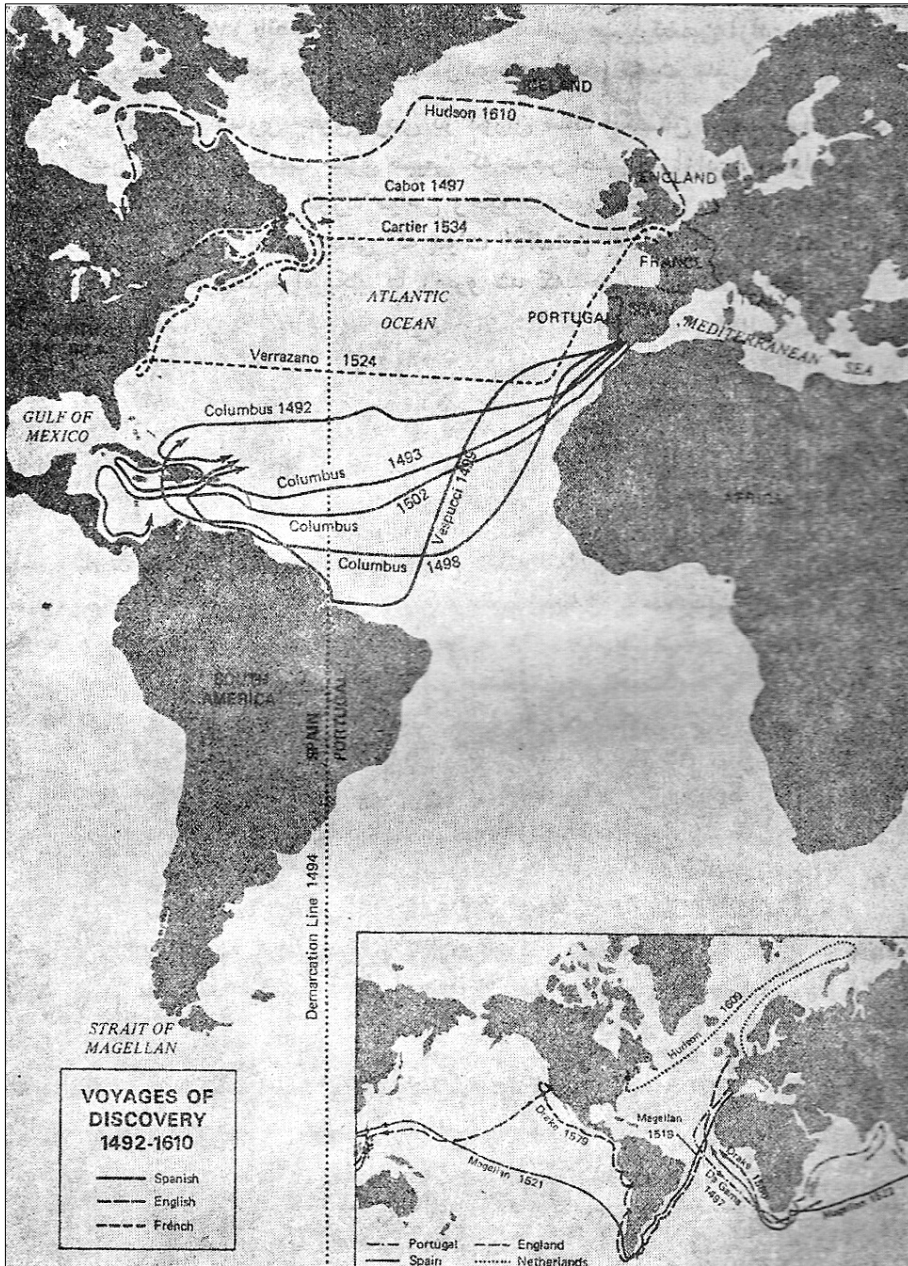 ICELAND
Hudson 1610
ENGLAND
Cabot 1497
Cartier 1534
FRANCE
ATLANTIC
OCEAN
PORTUGAL
MEDITERRANEAN
SEA
Verrazano 1524
GULF OF
MEXICO
Columbus 1492
Columbus 1493
Columbus 1502
Vespucci 1499
Columbus 1498
AFRICA
SOUTH
AMERICA
SPAIN
PORTUGAL
Demarcation Line 1494
STRAIT OF
MAGELLAN
VOYAGES OF
DISCOVERY
1492-1610
Spanish
English
French
Hudson 1609
Drake 1579
Magellan
1519
Magellan 1521
Drake
Da Gama
1497
Magellan 1522
Portugal
England
Spain
Netherlands